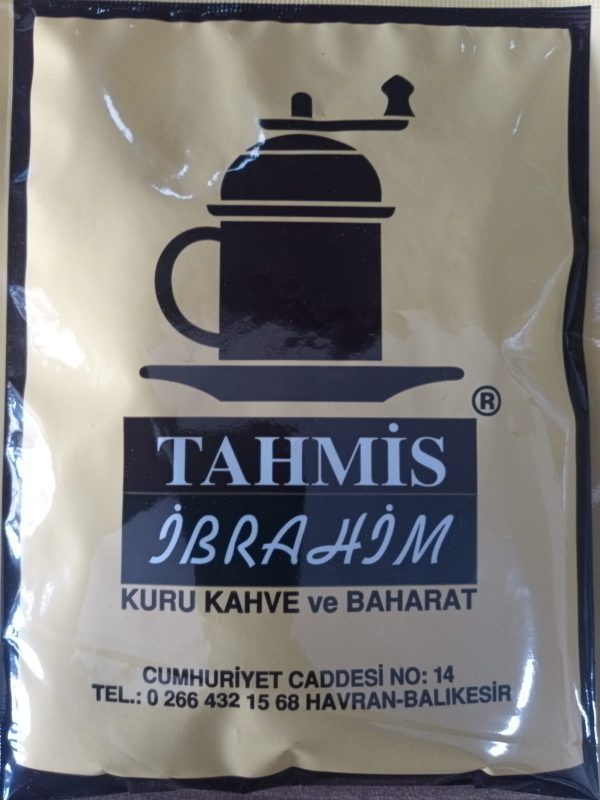 ®
TAHMİS
İBRAHİM
KURU KAHVE ve BAHARAT
CUMHURİYET CADDESİ NO: 14
TEL.: 0 266 432 15 68 HAVRAN-BALIKESİR